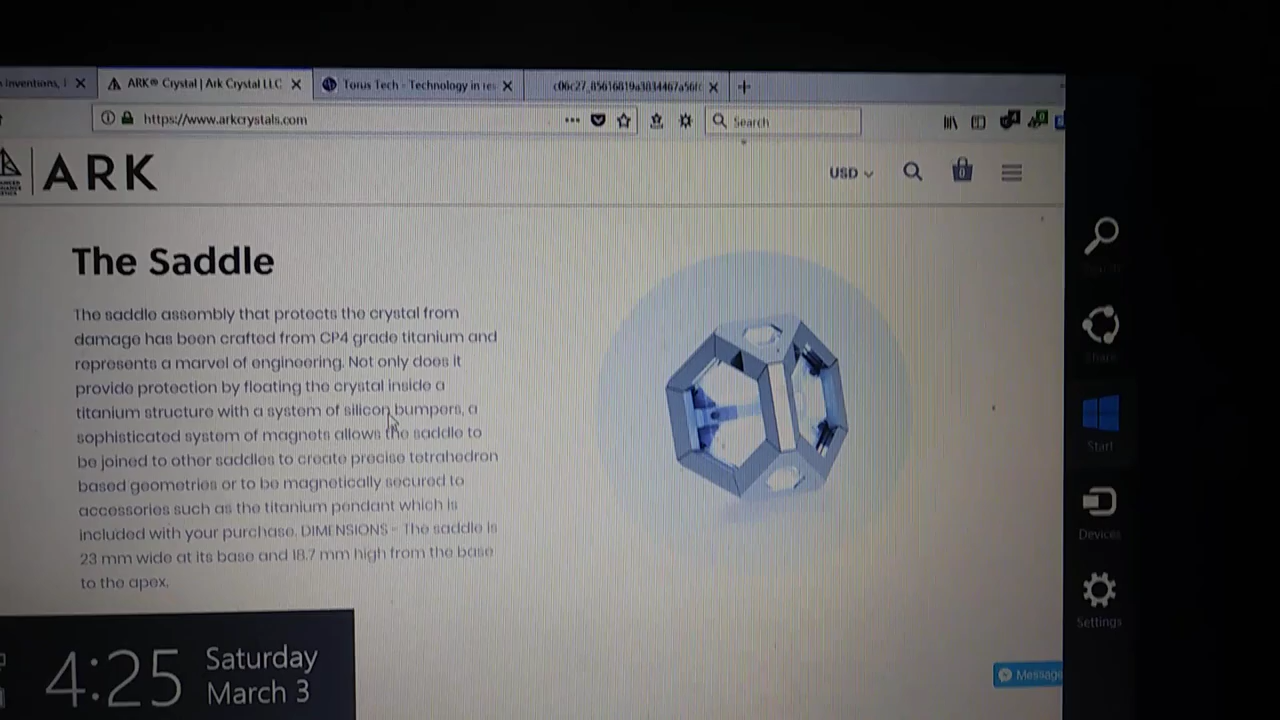 ARK® Crystal | Ark Crystal LLC
Torus Tech - Technology in res
https://www.arkcrystals.com
Search
ARK
USD
0
Search
The Saddle
The saddle assembly that protects the crystal from
damage has been crafted from CP4 grade titanium and
represents a marvel of engineering. Not only does it
provide protection by floating the crystal inside a
titanium structure with a system of silicon bumpers, a
sophisticated system of magnets allows the saddle to
be joined to other saddles to create precise tetrahedron
based geometries or to be magnetically secured to
accessories such as the titanium pendant which is
included with your purchase. DIMENSIONS - The saddle is
23 mm wide at its base and 18.7 mm high from the base
to the apex.
Share
Start
Devices
Settings
Message
4:25
Saturday
March 3